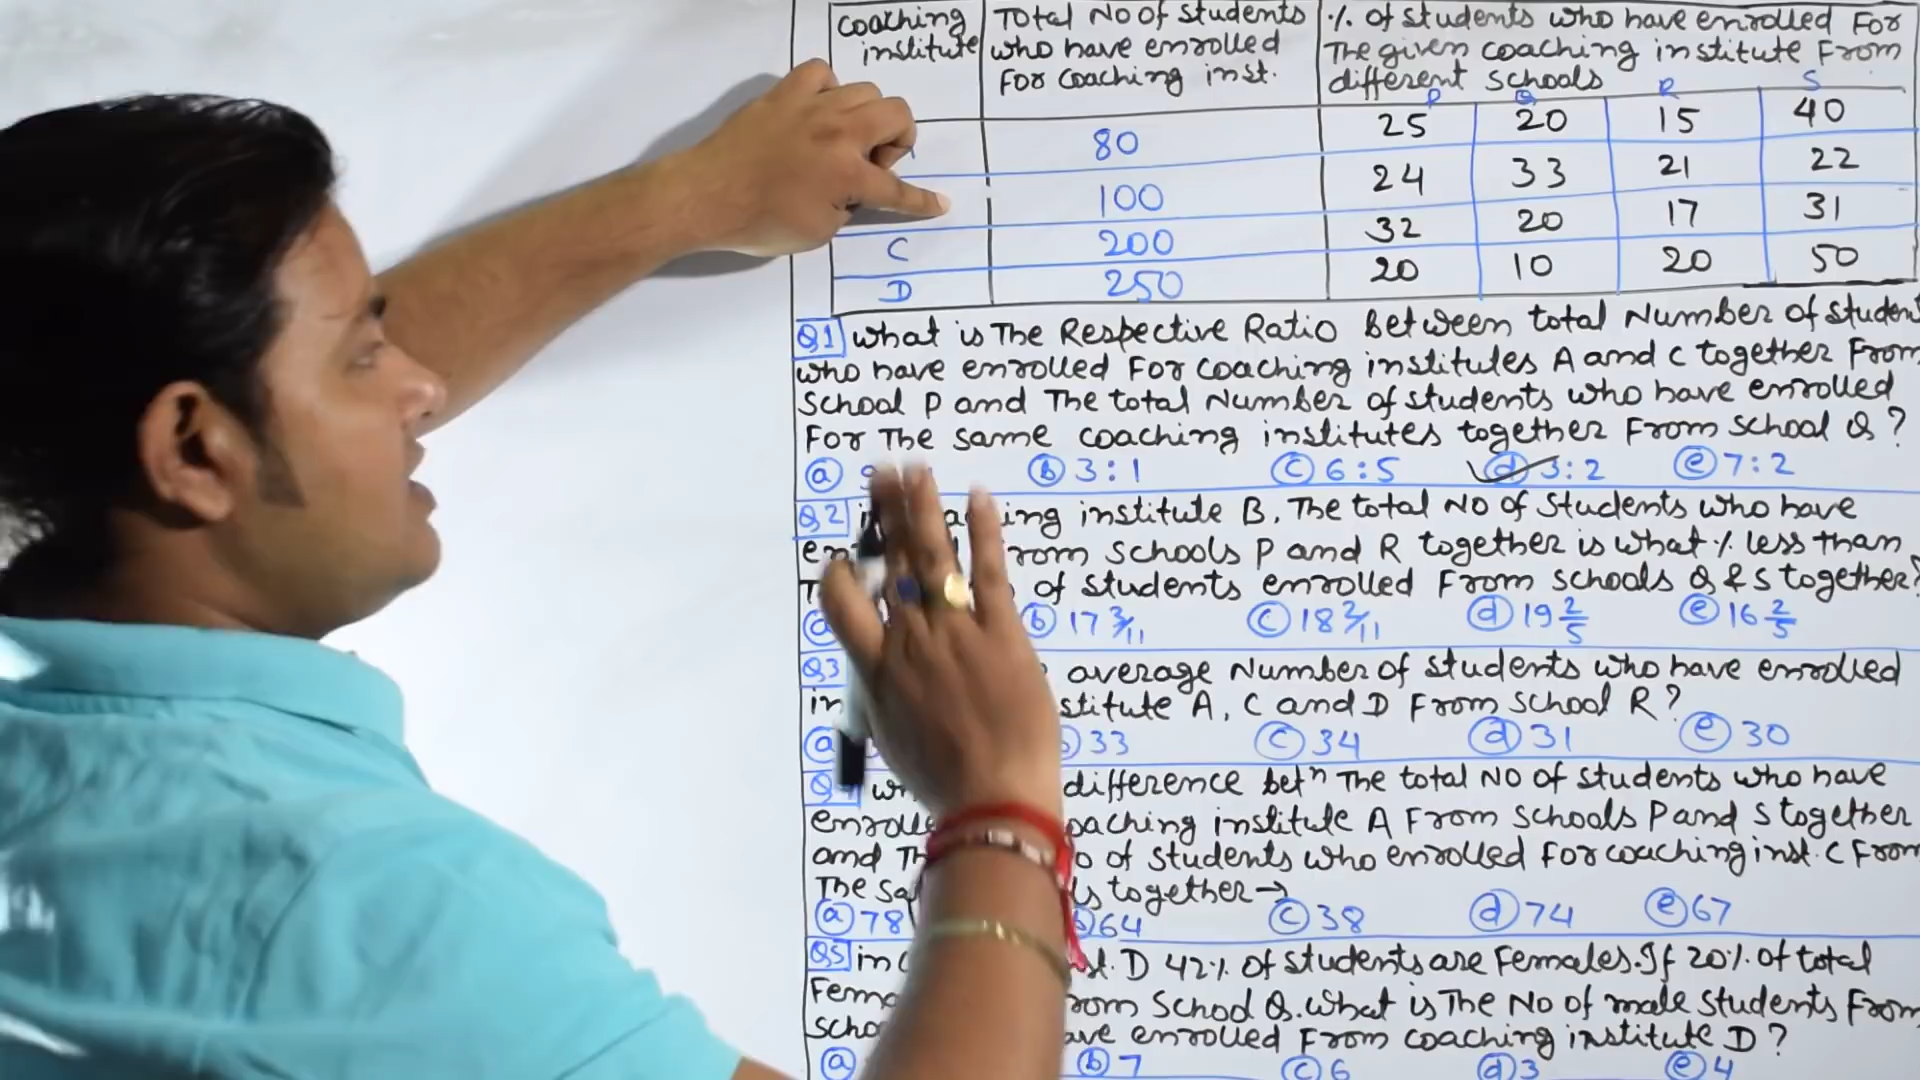 Coaching institute
Total No of students who have enrolled For coaching inst.
% of students who have enrolled For The given coaching institute From different schools
P Q R S
80 25 20 15 40
100 24 33 21 22
C 200 32 20 17 31
D 250 20 10 20 50
Q1 what is The Respective Ratio between total Number of Student
who have enrolled For coaching institutes A and C together From
School P and The total Number of students who have enrolled
For The same coaching institutes together From school Q?
(a) (b) 3:1 (c) 6:5 (d) 3:2 (e) 7:2
Q2 institute B, The total No of Students who have
From Schools P and R together is what % less than
of students enrolled From schools Q & S together?
(b) 17 3/11 (c) 18 2/11 (d) 19 2/5 (e) 16 2/5
Q3 average Number of students who have enrolled
in A, C and D From School R?
(a) 33 (c) 34 (d) 31 (e) 30
difference betn The total No of students who have
coaching institute A From schools P and S together
and of students who enrolled For coaching inst. C From
The together→
(a) 78 64 (c) 38 (d) 74 (e) 67
Q5 in D 42% of students are Females. If 20% of total
From School Q. what is The No of male students From
have enrolled From coaching institute D?
(a) (b) 7 (c) 6 (d) 3 (e) 4